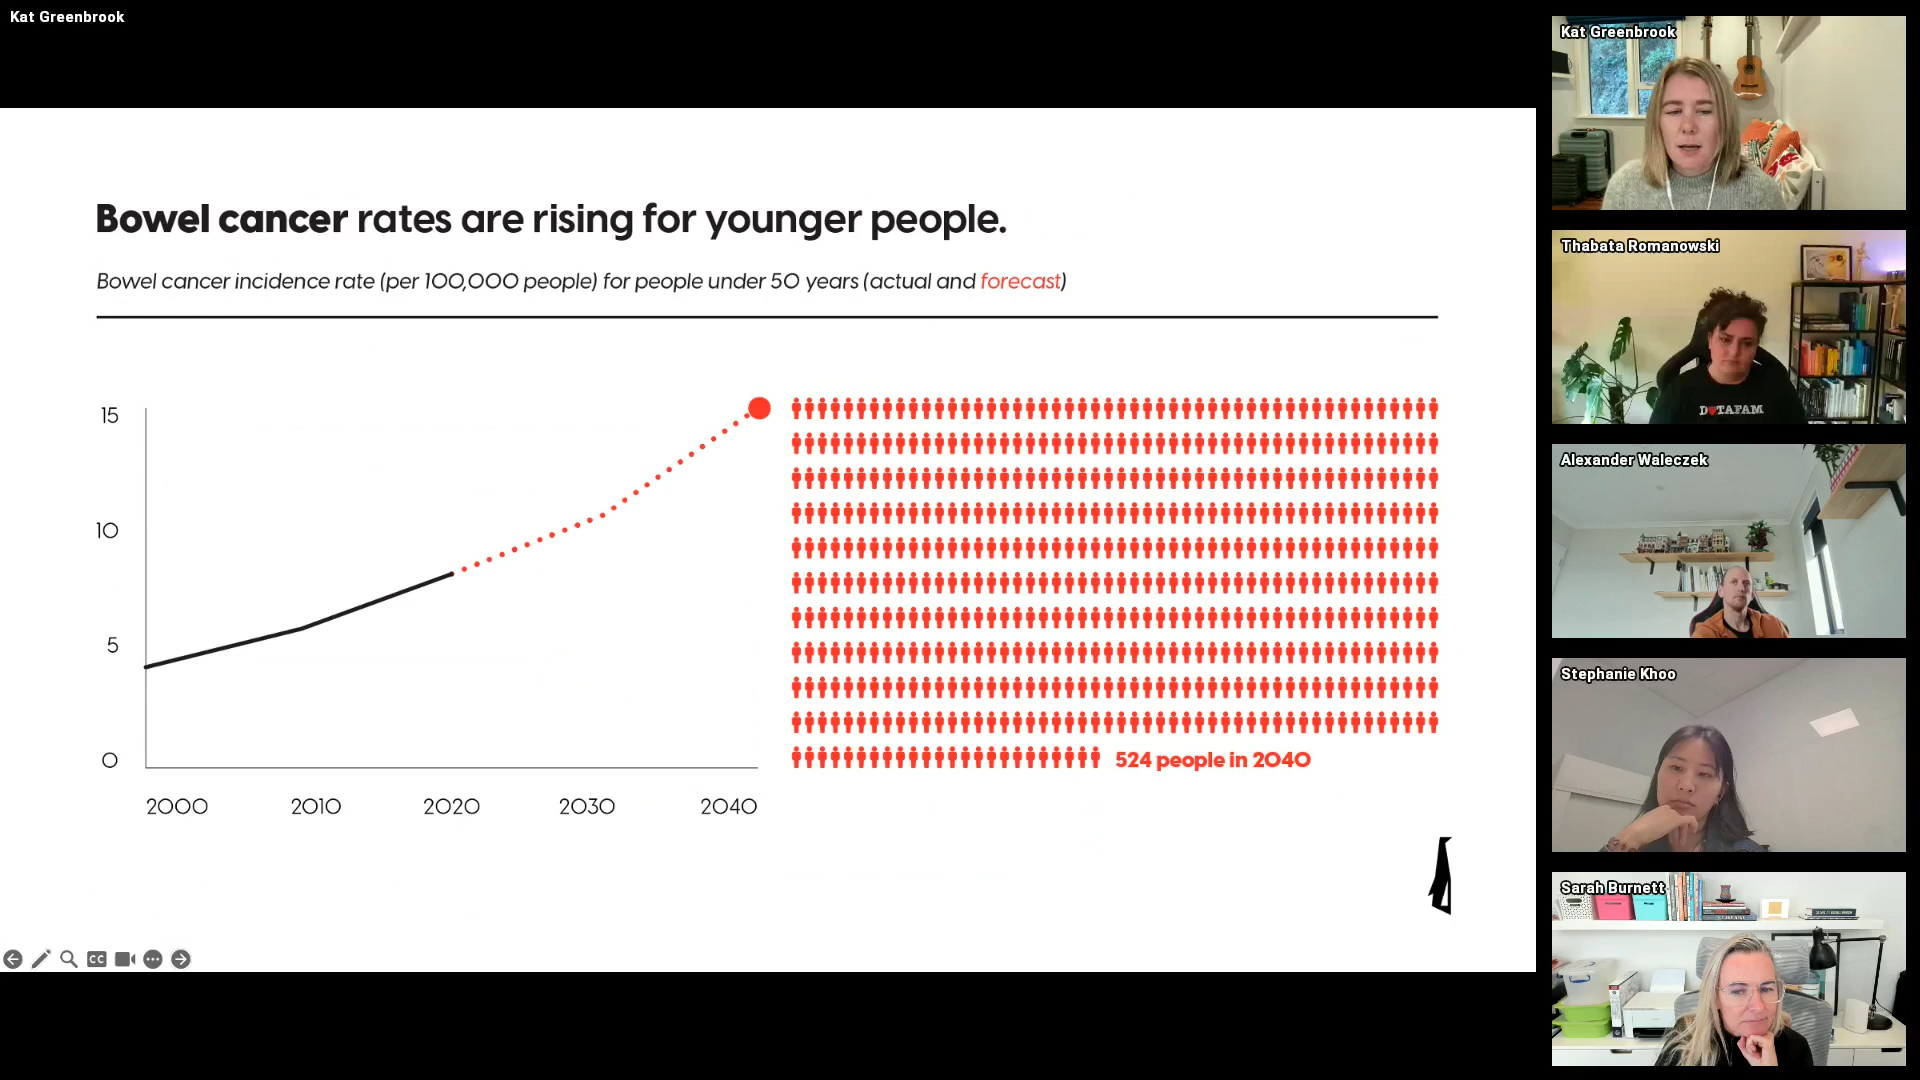 Kat Greenbrook
Bowel cancer rates are rising for younger people.
Bowel cancer incidence rate (per 100,000 people) for people under 50 years (actual and forecast)
15
10
5
0
2000 2010 2020 2030 2040
524 people in 2040
CC
Kat Greenbrook
Thabata Romanowski
D♥TAFAM
Alexander Waleczek
Stephanie Khoo
Sarah Burnett